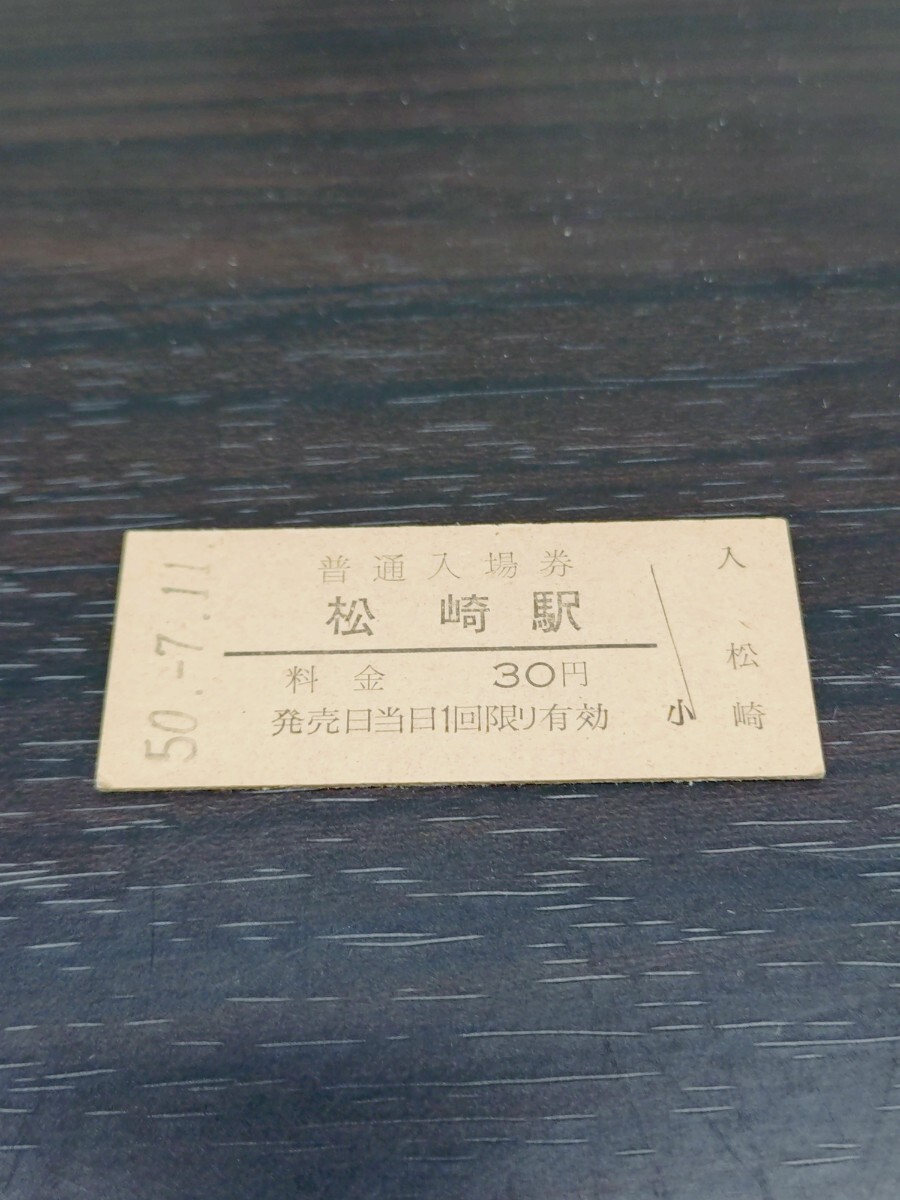 普通入場券
松崎駅
料金 30円
発売日当日1回限り有効
小
入
松
崎
50.-7.11.